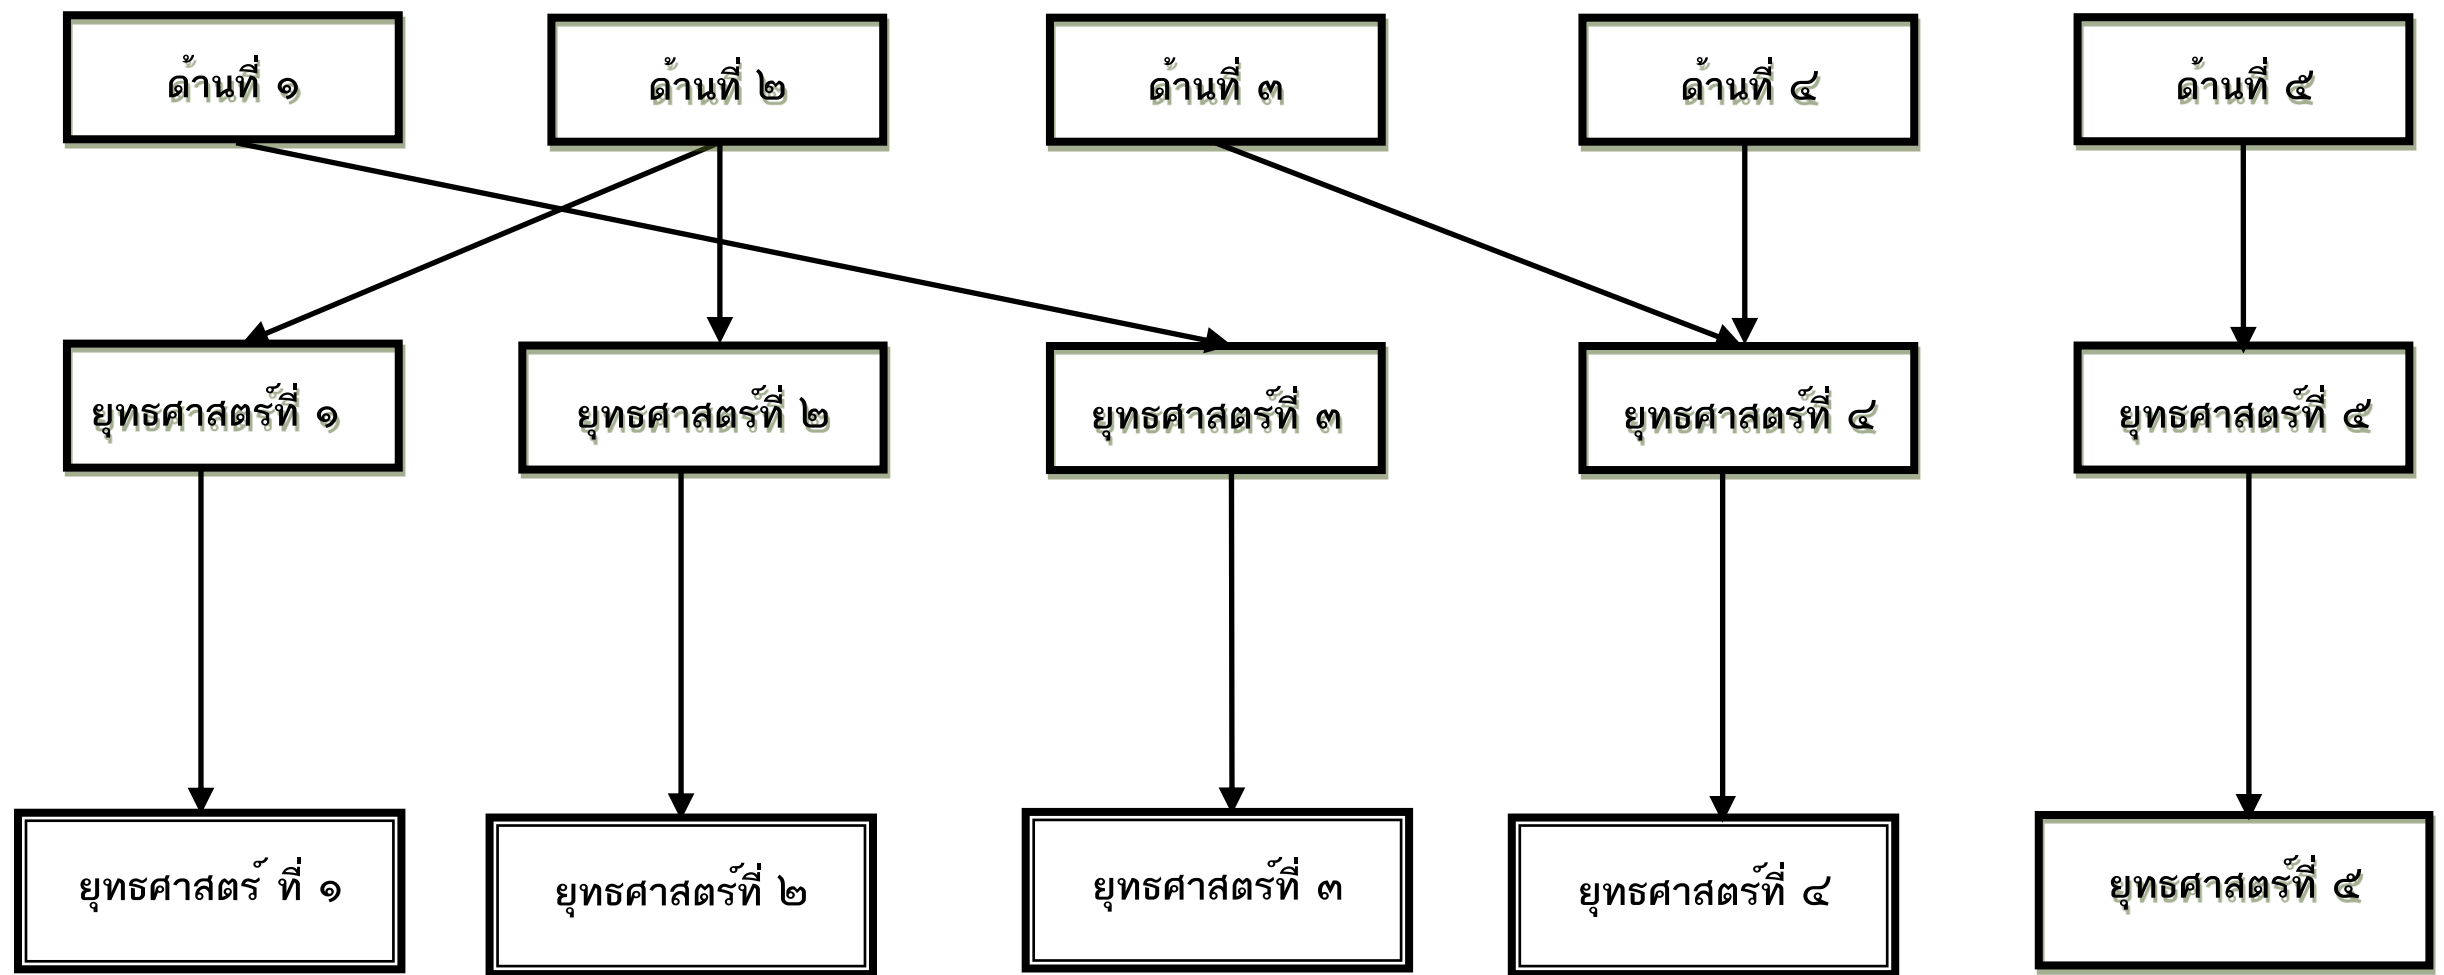 ด้านที่ ๑
ด้านที่ ๒
ด้านที่ ๓
ด้านที่ ๔
ด้านที่ ๕
ยุทธศาสตร์ที่ ๑
ยุทธศาสตร์ที่ ๒
ยุทธศาสตร์ที่ ๓
ยุทธศาสตร์ที่ ๔
ยุทธศาสตร์ที่ ๕
ยุทธศาสตร์ ที่ ๑
ยุทธศาสตร์ที่ ๒
ยุทธศาสตร์ที่ ๓
ยุทธศาสตร์ที่ ๔
ยุทธศาสตร์ที่ ๕